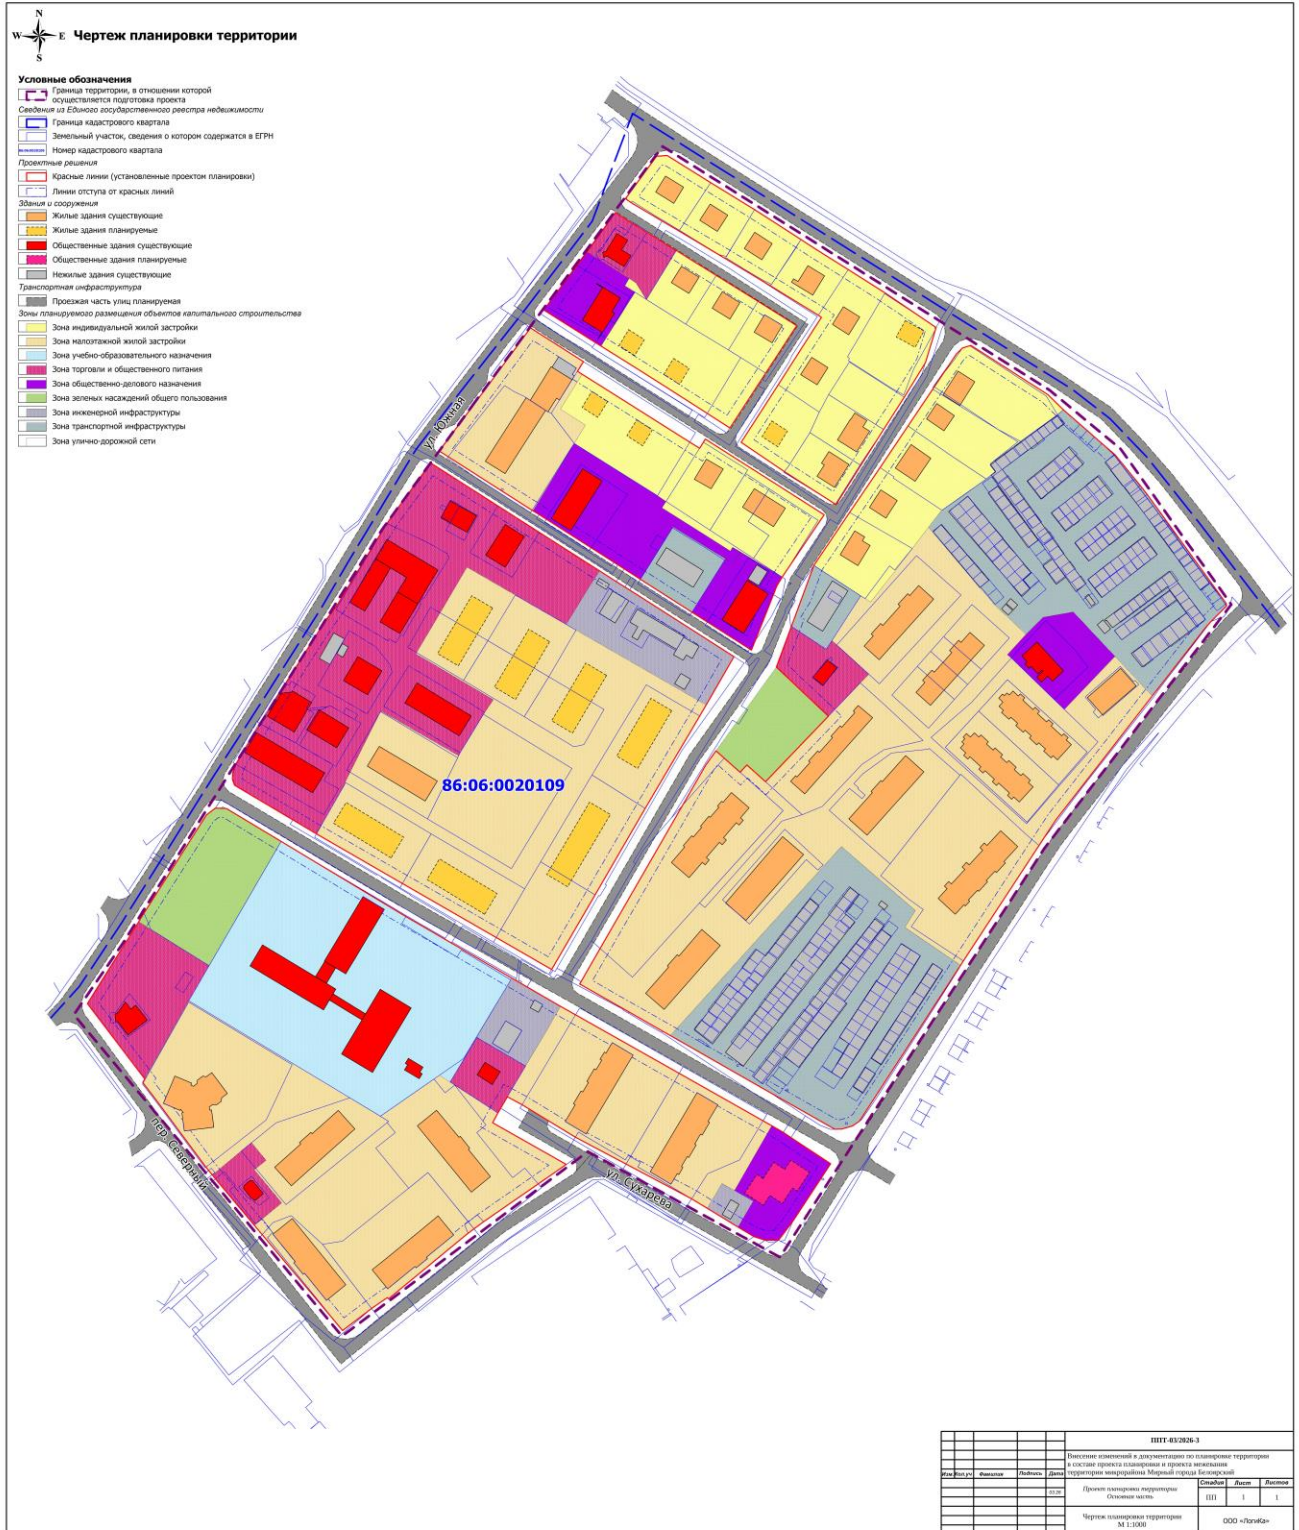 N
W E
S
Чертеж планировки территории
Условные обозначения
Граница территории, в отношении которой
осуществляется подготовка проекта
Сведения из Единого государственного реестра недвижимости
Граница кадастрового квартала
Земельный участок, сведения о котором содержатся в ЕГРН
Номер кадастрового квартала
Проектные решения
Красные линии (установленные проектом планировки)
Линии отступа от красных линий
Здания и сооружения
Жилые здания существующие
Жилые здания планируемые
Общественные здания существующие
Общественные здания планируемые
Нежилые здания существующие
Транспортная инфраструктура
Проезжая часть улиц планируемая
Зоны планируемого размещения объектов капитального строительства
Зона индивидуальной жилой застройки
Зона малоэтажной жилой застройки
Зона учебно-образовательного назначения
Зона торговли и общественного питания
Зона общественно-делового назначения
Зона зеленых насаждений общего пользования
Зона инженерной инфраструктуры
Зона транспортной инфраструктуры
Зона улично-дорожной сети
ул. Южная
86:06:0020109
пер. Северный
ул. Сухарева
ППТ-03/2026-3
Внесение изменений в документацию по планировке территории
в составе проекта планировки и проекта межевания
территории микрорайона Мирный города Белоярский
Изм. Кол.уч Фамилия Подпись Дата
03.26
Проект планировки территории
Основная часть
Стадия Лист Листов
ПП 1 1
Чертеж планировки территории
М 1:1000
ООО «ЛогиКа»